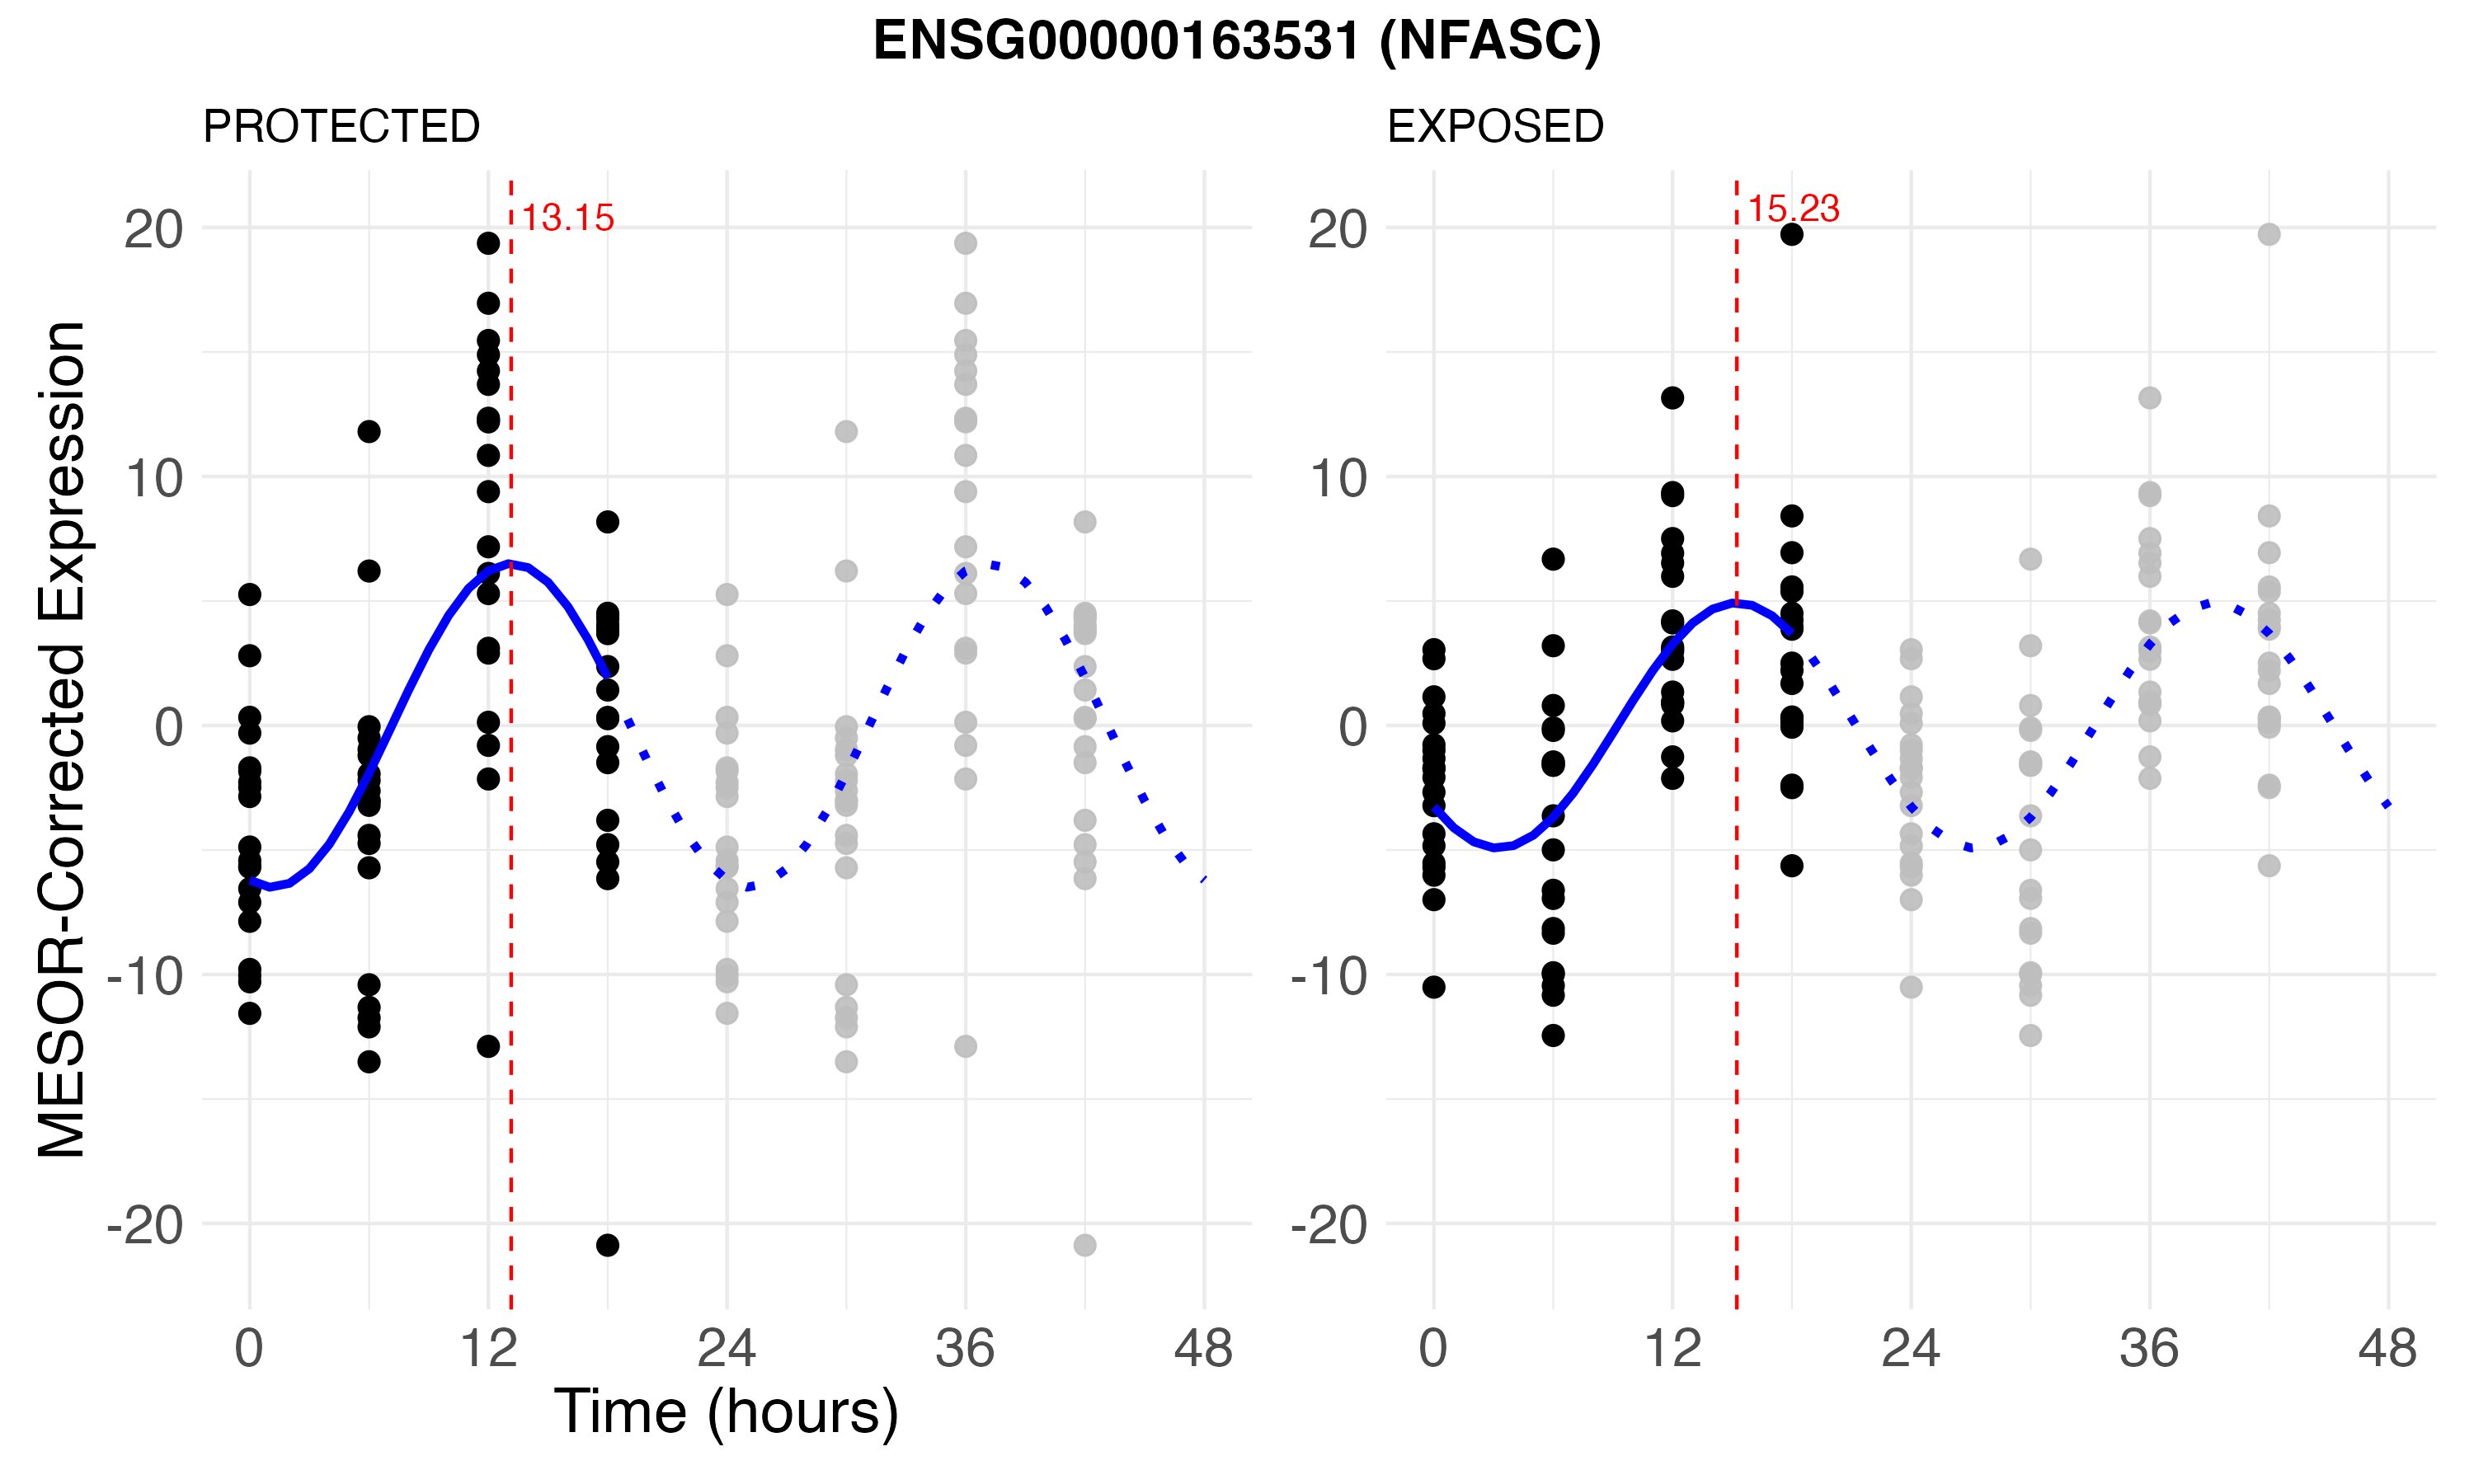 ENSG00000163531 (NFASC)
PROTECTED
EXPOSED
MESOR-Corrected Expression
20
10
0
-10
-20
13.15
0 12 24 36 48
20
10
0
-10
-20
15.23
0 12 24 36 48
Time (hours)